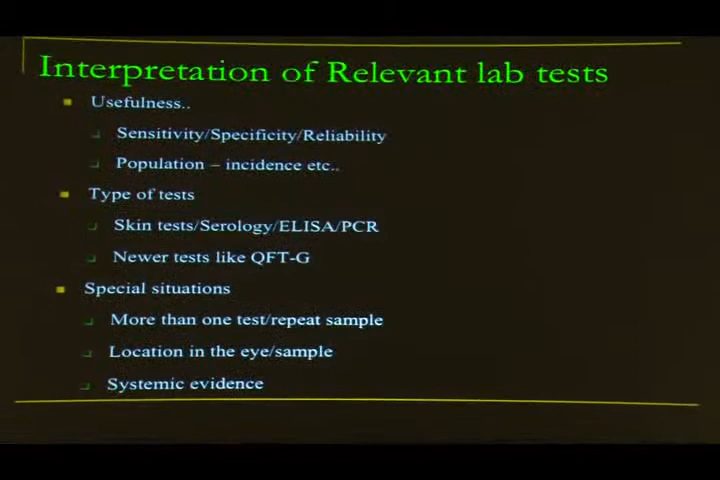 Interpretation of Relevant lab tests
Usefulness..
Sensitivity/Specificity/Reliability
Population – incidence etc..
Type of tests
Skin tests/Serology/ELISA/PCR
Newer tests like QFT-G
Special situations
More than one test/repeat sample
Location in the eye/sample
Systemic evidence